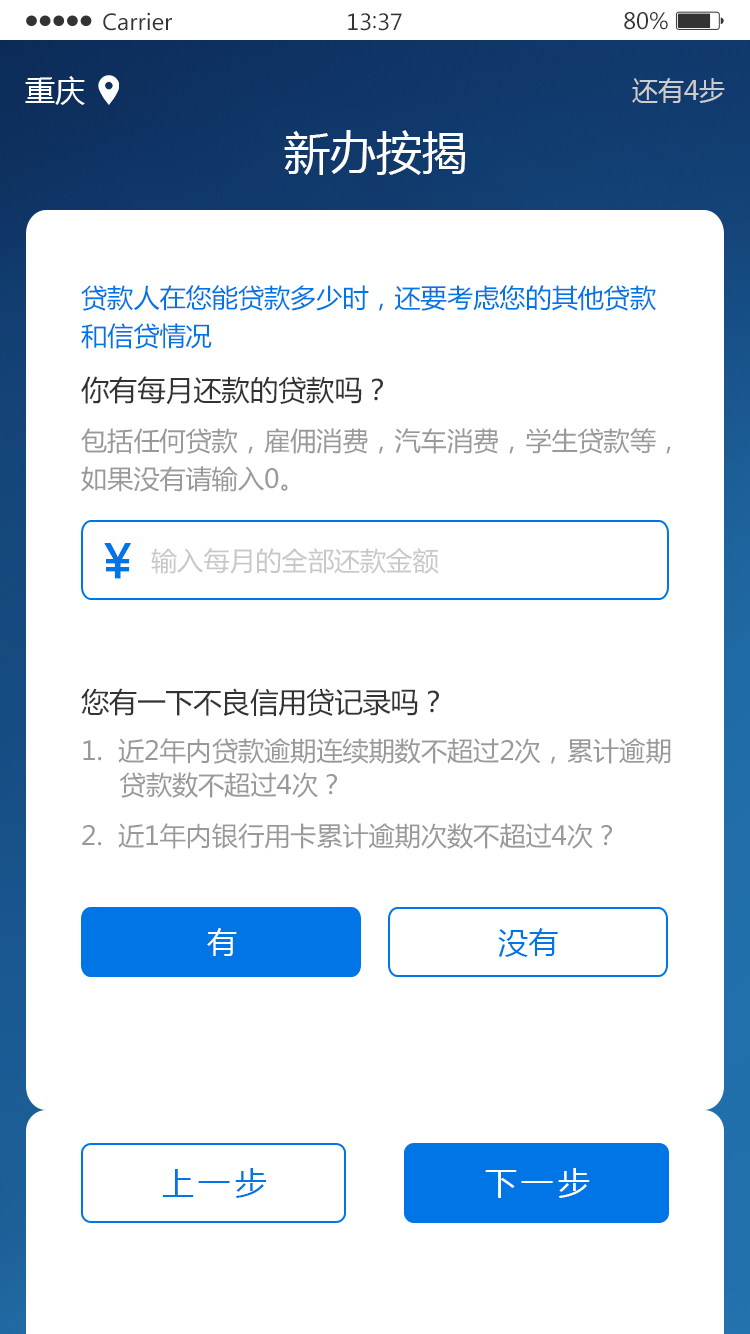 Carrier 13:37 80%
重庆 还有4步
新办按揭
贷款人在您能贷款多少时，还要考虑您的其他贷款
和信贷情况
你有每月还款的贷款吗？
包括任何贷款，雇佣消费，汽车消费，学生贷款等，
如果没有请输入0。
¥ 输入每月的全部还款金额
您有一下不良信用贷记录吗？
1. 近2年内贷款逾期连续期数不超过2次，累计逾期
贷款数不超过4次？
2. 近1年内银行用卡累计逾期次数不超过4次？
有 没有
上一步 下一步